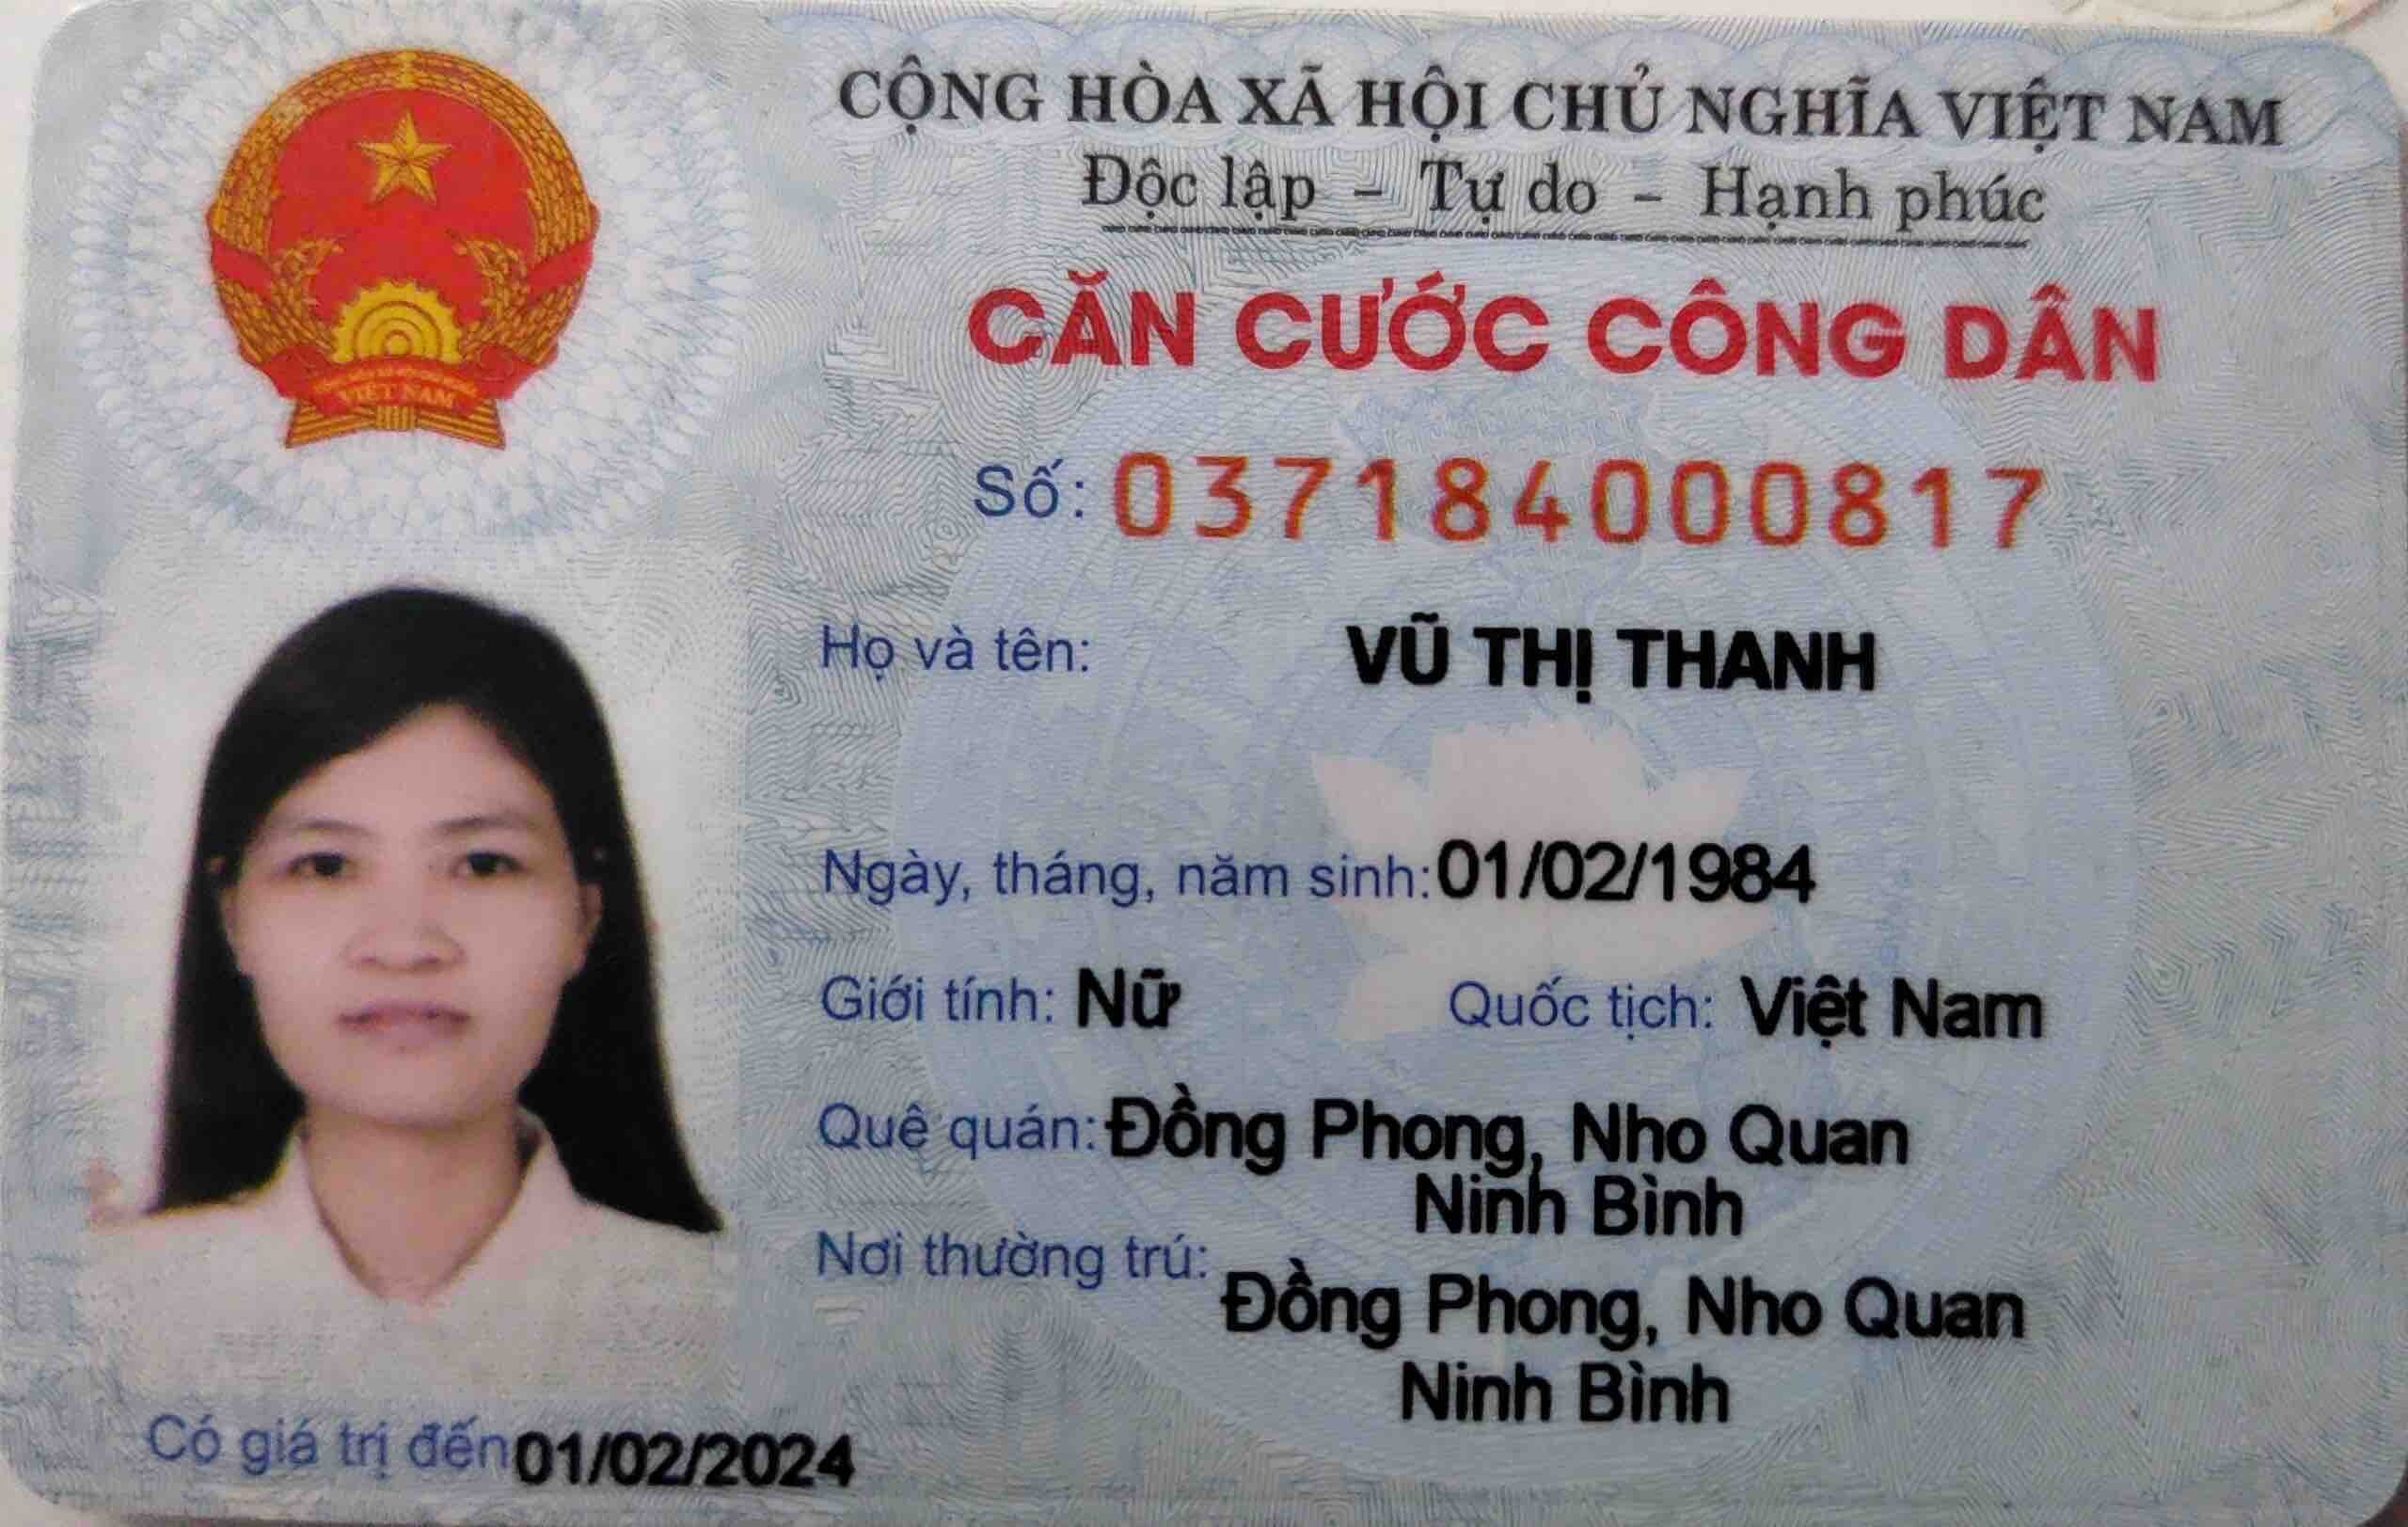 CỘNG HÒA XÃ HỘI CHỦ NGHĨA VIỆT NAM
Độc lập – Tự do – Hạnh phúc
CĂN CƯỚC CÔNG DÂN
Số: 037184000817
Họ và tên: VŨ THỊ THANH
Ngày, tháng, năm sinh: 01/02/1984
Giới tính: Nữ Quốc tịch: Việt Nam
Quê quán: Đồng Phong, Nho Quan
Ninh Bình
Nơi thường trú:
Đồng Phong, Nho Quan
Ninh Bình
Có giá trị đến 01/02/2024
VIỆT NAM